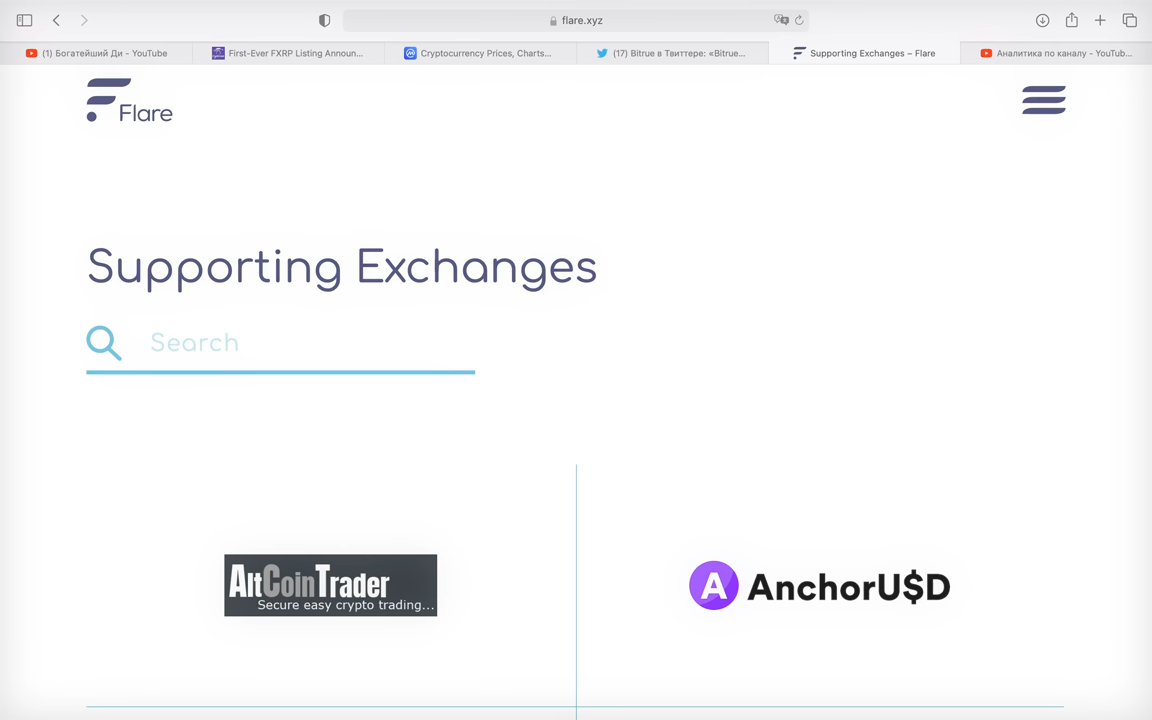 flare.xyz
(1) Богатейший Ди - YouTube
First-Ever FXRP Listing Announ...
Cryptocurrency Prices, Charts...
(17) Bitrue в Твиттере: «Bitrue...
Supporting Exchanges – Flare
Аналитика по каналу - YouTub...
Flare
Supporting Exchanges
Search
AltCoinTrader
Secure easy crypto trading...
A AnchorU$D